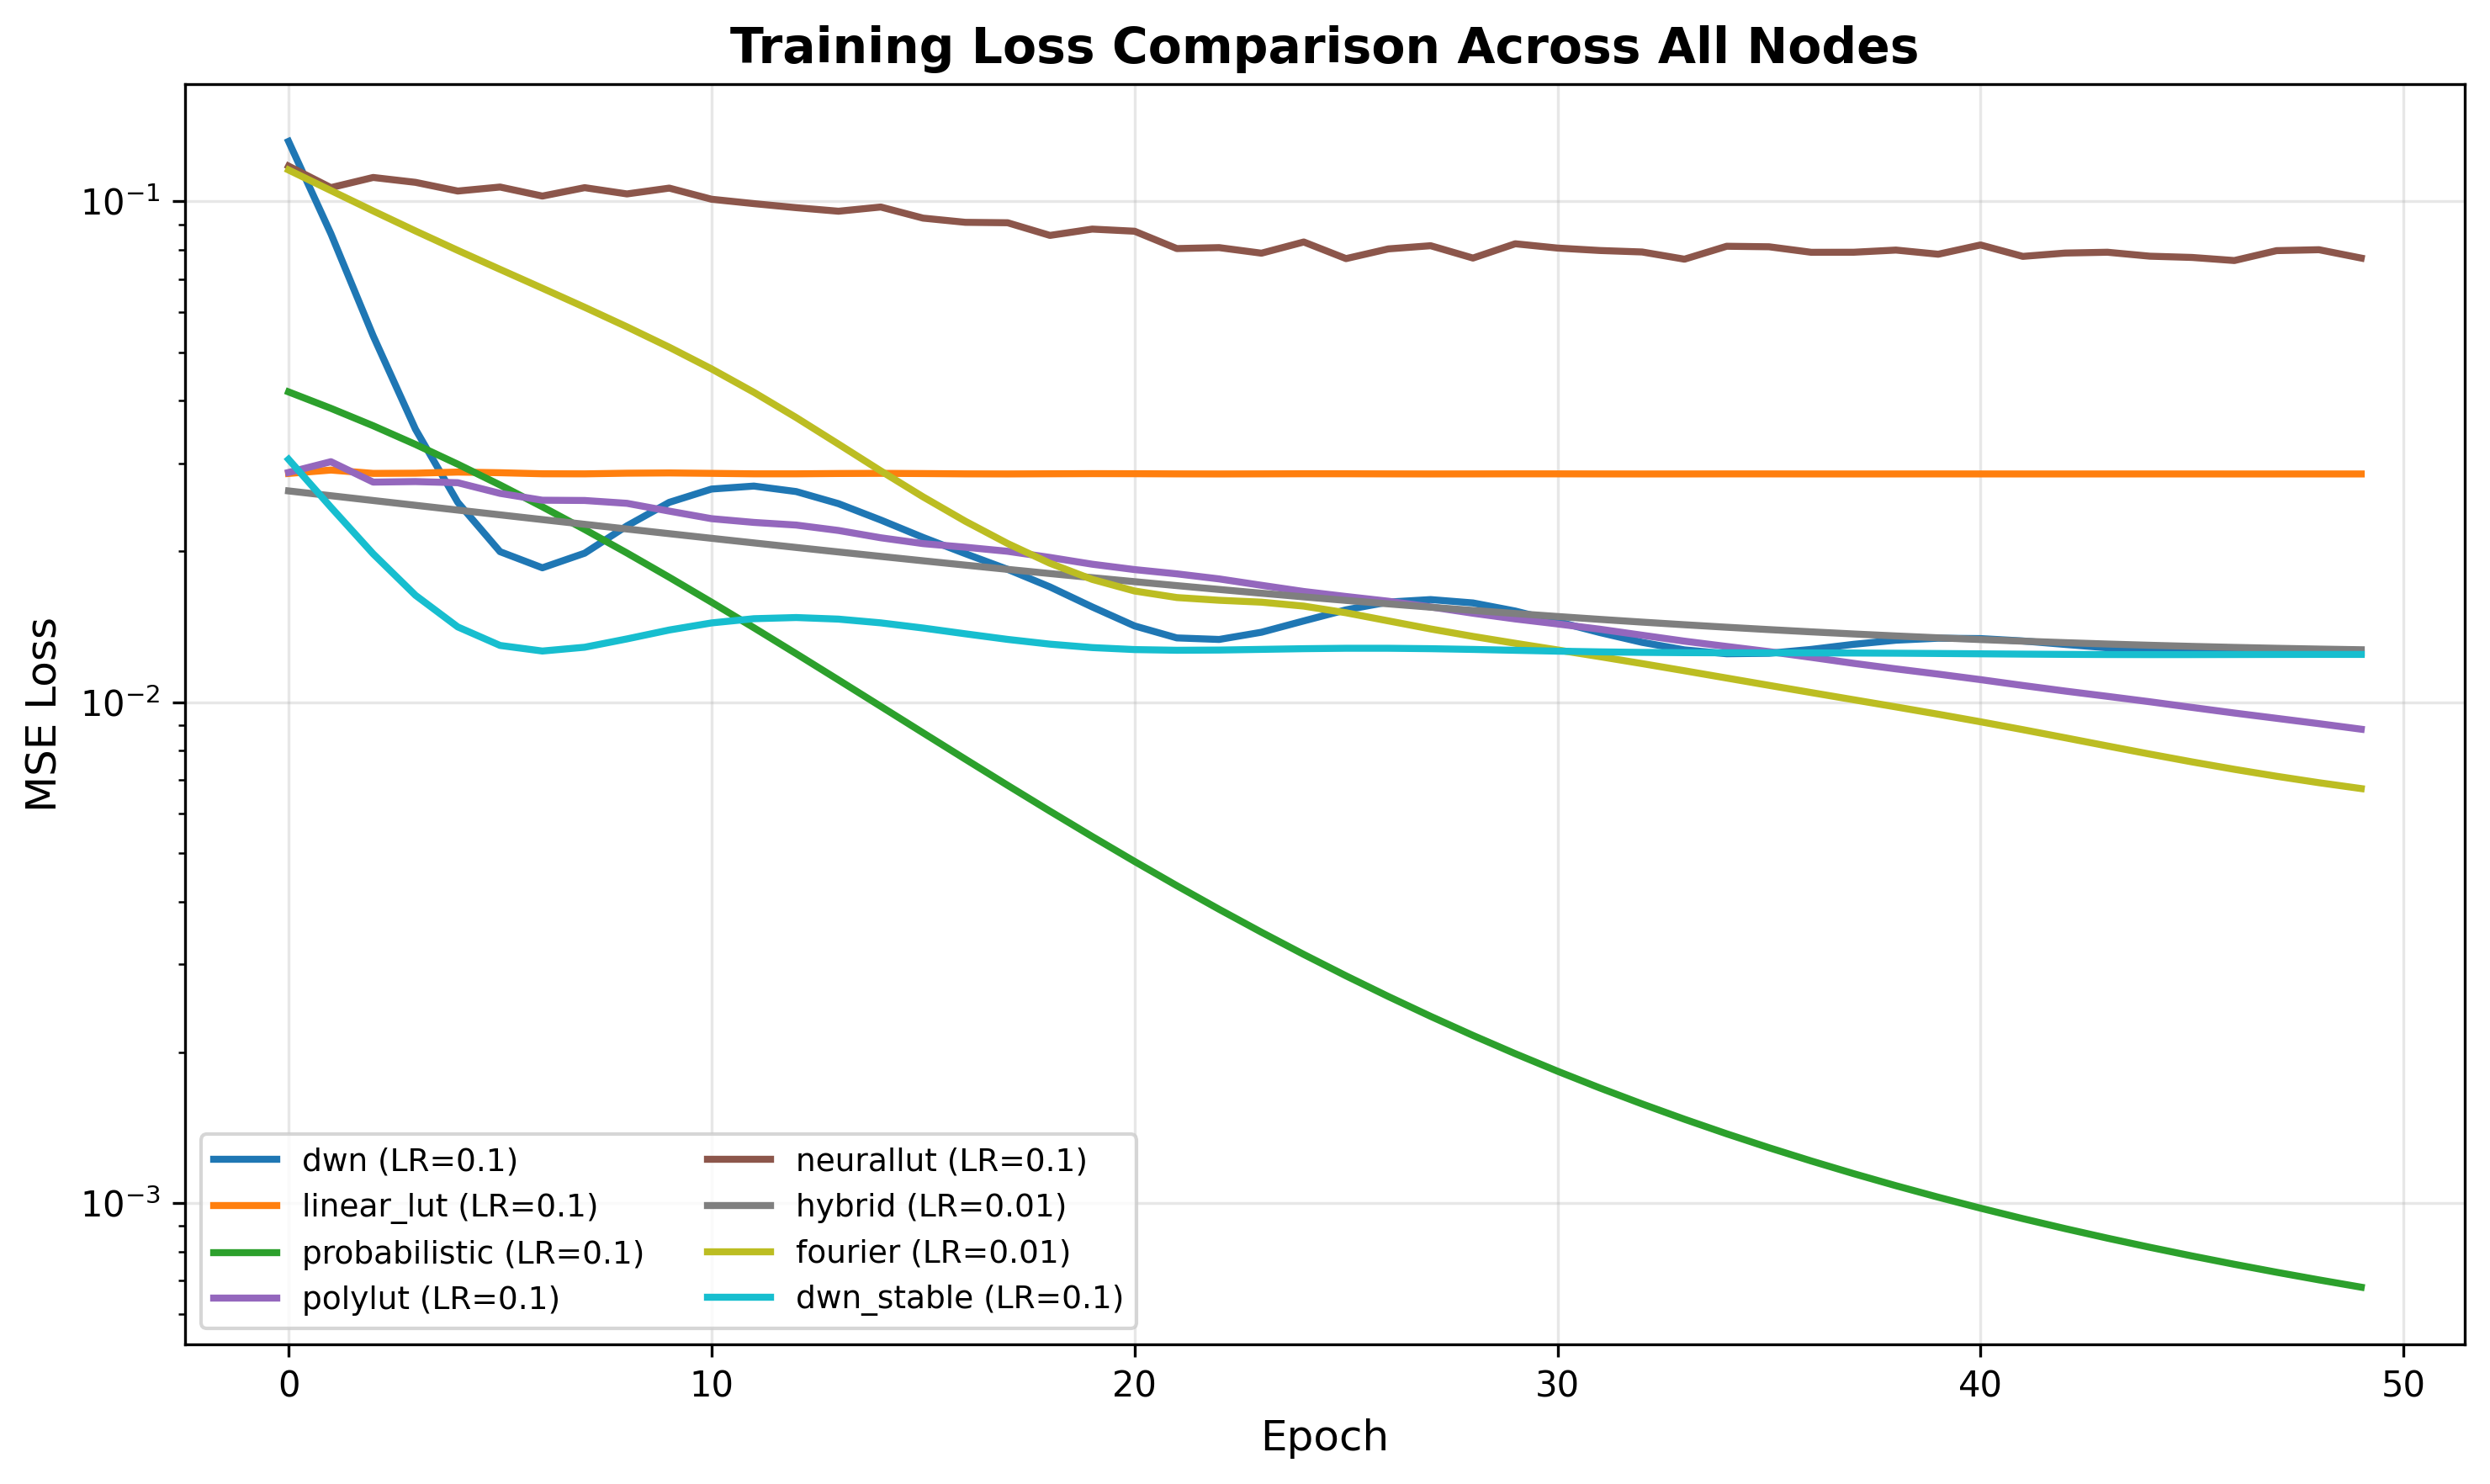 Training Loss Comparison Across All Nodes
MSE Loss
10⁻¹
10⁻²
10⁻³
dwn (LR=0.1)
linear_lut (LR=0.1)
probabilistic (LR=0.1)
polylut (LR=0.1)
neurallut (LR=0.1)
hybrid (LR=0.01)
fourier (LR=0.01)
dwn_stable (LR=0.1)
0 10 20 30 40 50
Epoch